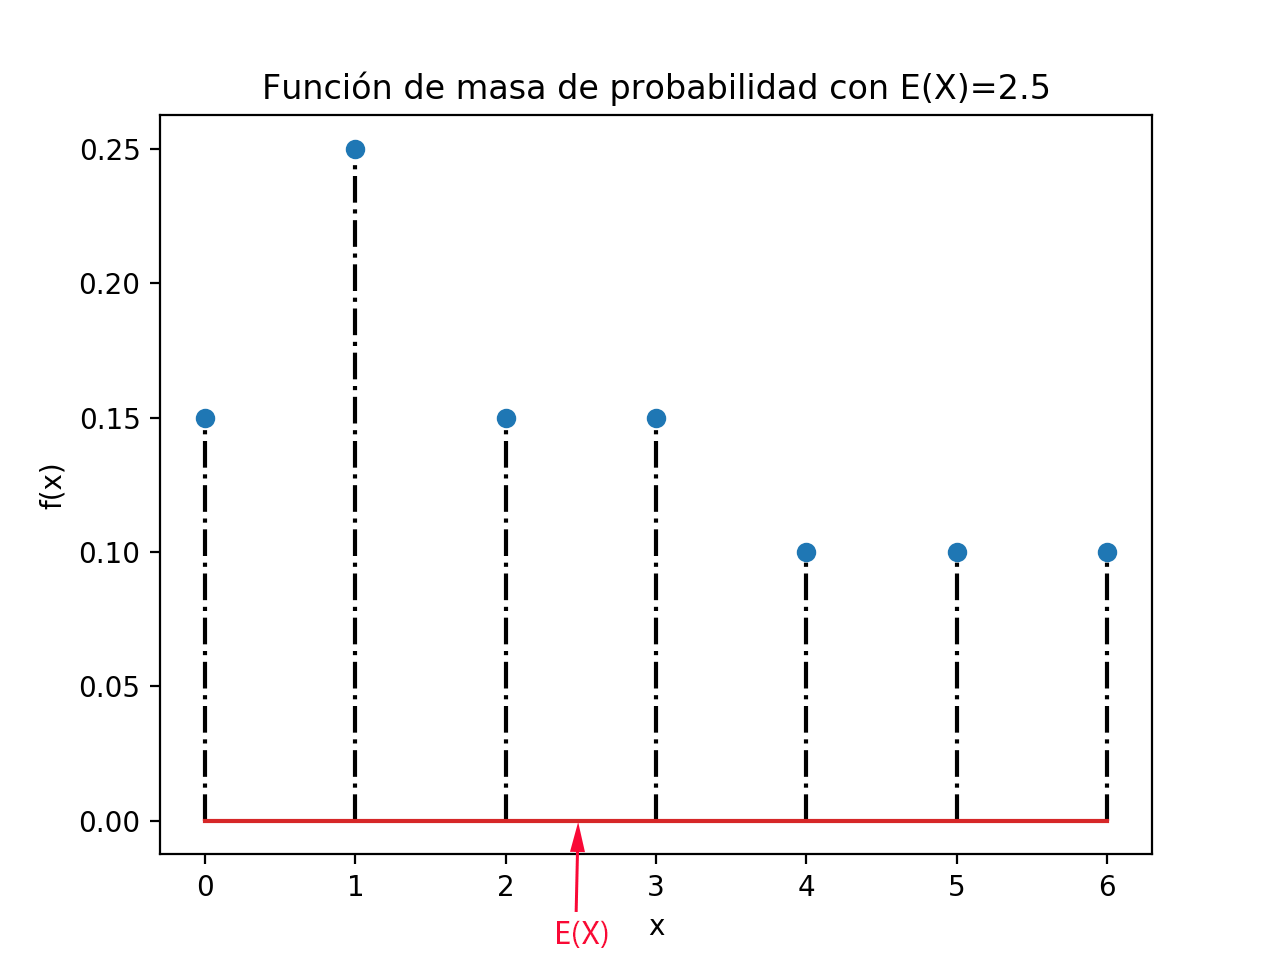 Función de masa de probabilidad con E(X)=2.5
0.25
0.20
0.15
0.10
0.05
0.00
f(x)
0 1 2 3 4 5 6
x
E(X)